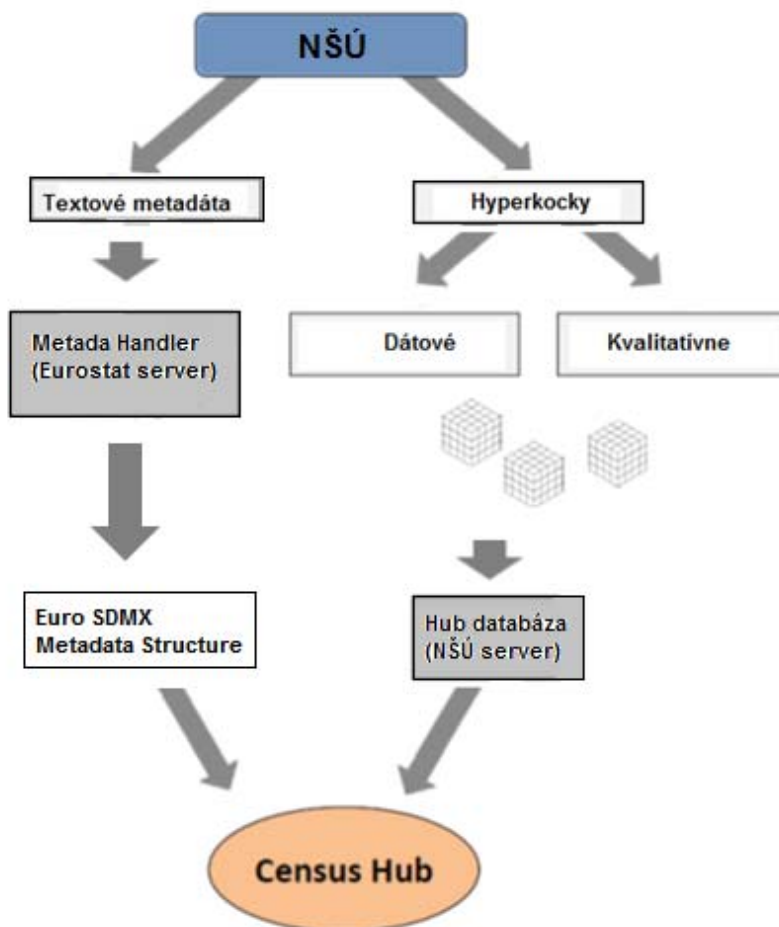 NŠÚ
Textové metadáta
Hyperkocky
Metada Handler
(Eurostat server)
Dátové
Kvalitatívne
Euro SDMX
Metadata Structure
Hub databáza
(NŠÚ server)
Census Hub